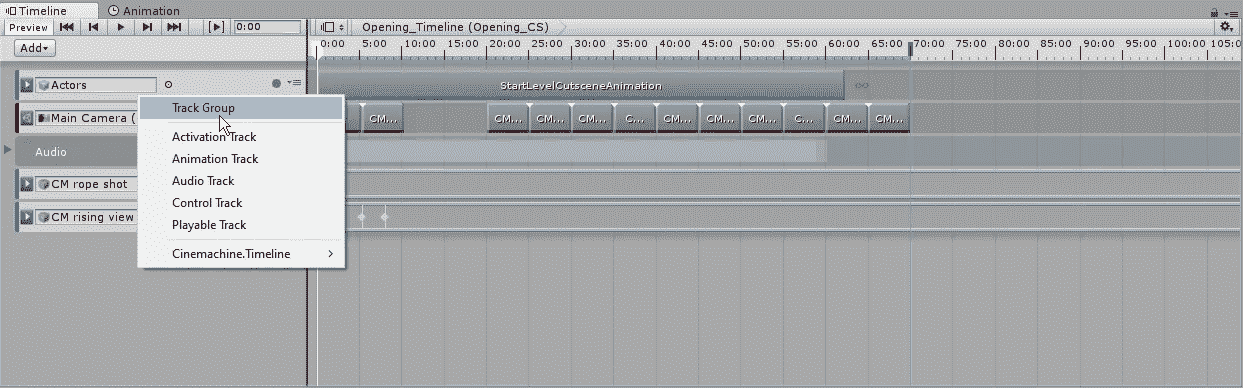 Timeline Animation
Preview 0:00 Opening_Timeline (Opening_CS)
Add
0:00 5:00 10:00 15:00 20:00 25:00 30:00 35:00 40:00 45:00 50:00 55:00 60:00 65:00 70:00 75:00 80:00 85:00 90:00 95:00 100:00 105:0
Actors StartLevelCutsceneAnimation
Track Group
Main Camera ( CM... CM... CM... CM... C... CM... CM... CM... C... CM... CM...
Activation Track
Audio
Animation Track
Audio Track
CM rope shot
Control Track
CM rising view
Playable Track
Cinemachine.Timeline